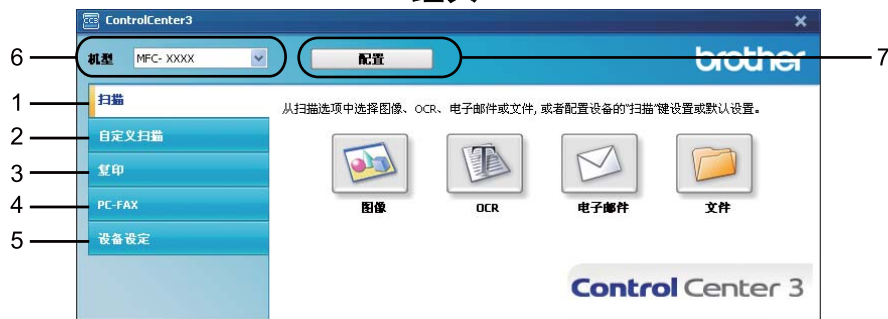 ControlCenter3
6
机型
MFC- XXXX
配置
brother
7
1
扫描
从扫描选项中选择图像、OCR、电子邮件或文件, 或者配置设备的"扫描"键设置或默认设置。
2
自定义扫描
3
复印
4
PC-FAX
图像
OCR
电子邮件
文件
5
设备设定
Control Center 3